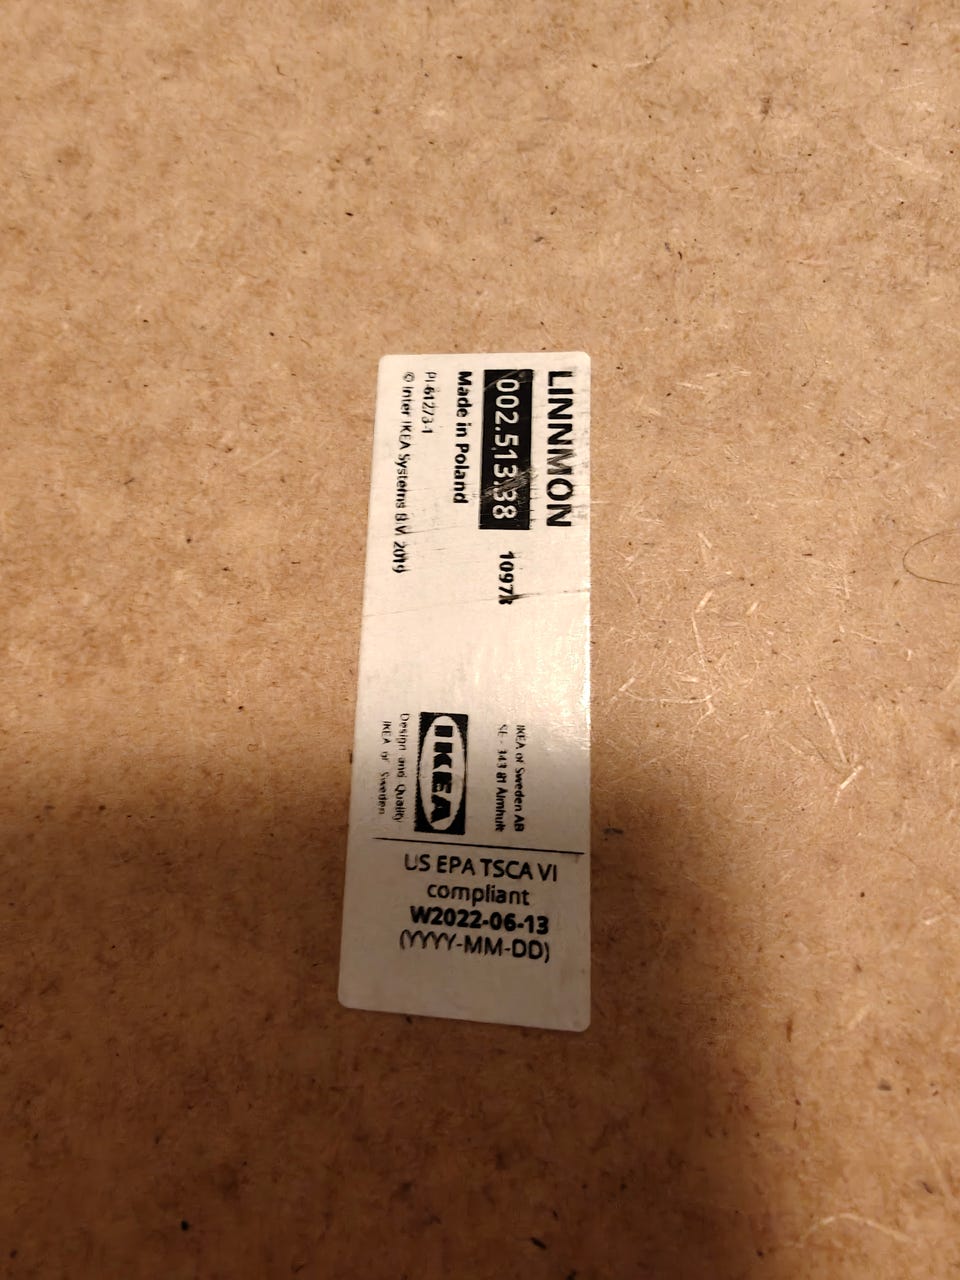 LINNMON
002.513.38 10978
Made in Poland
PI-61273-1
© Inter IKEA Systems B.V. 2019
IKEA of Sweden AB
SE - 343 81 Älmhult
IKEA
Design and Quality
IKEA of Sweden
US EPA TSCA VI
compliant
W2022-06-13
(YYYY-MM-DD)